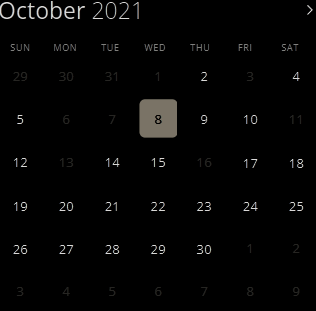 October 2021
SUN MON TUE WED THU FRI SAT
29 30 31 1 2 3 4
5 6 7 8 9 10 11
12 13 14 15 16 17 18
19 20 21 22 23 24 25
26 27 28 29 30 1 2
3 4 5 6 7 8 9